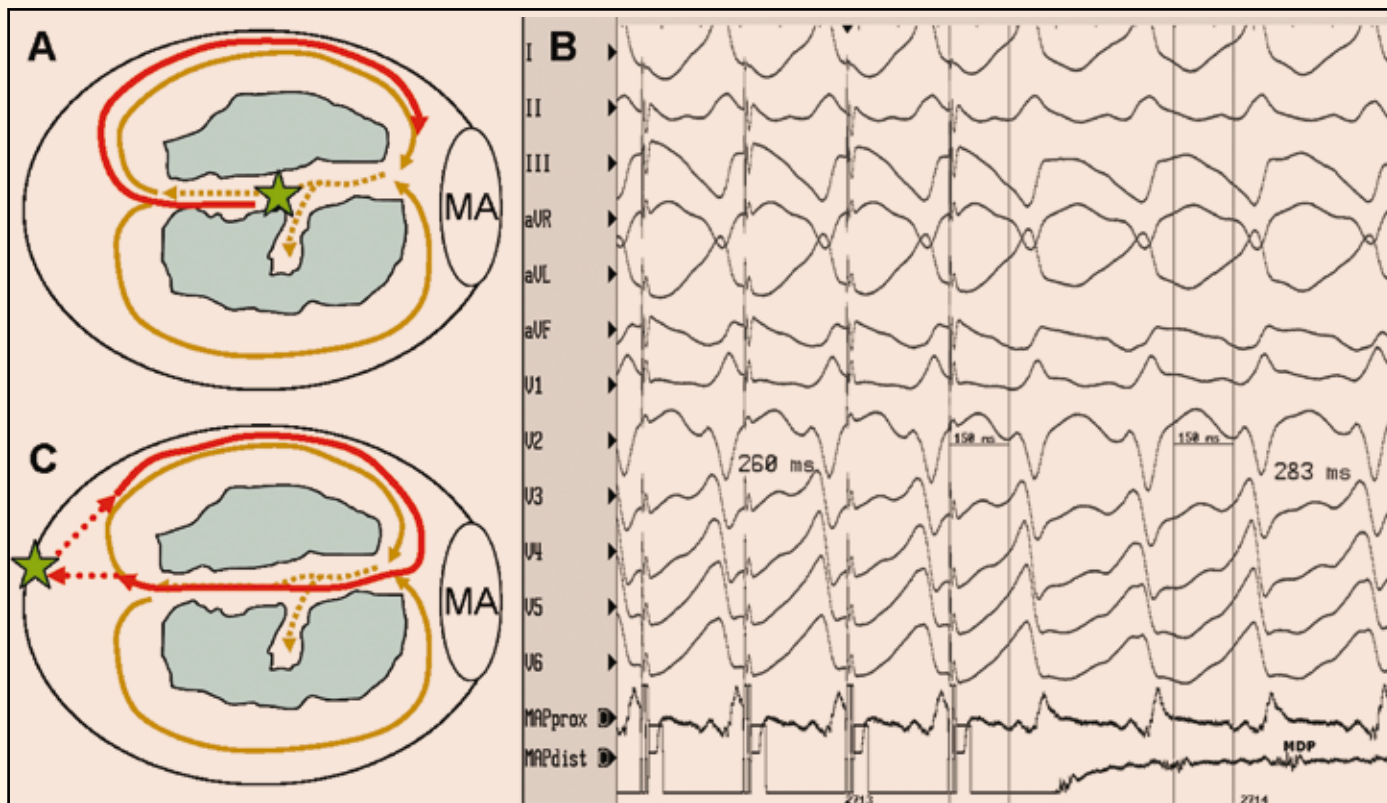 A
MA
C
MA
B
I
II
III
aVR
aVL
aVF
V1
V2
150 ms
150 ms
260 ms
283 ms
V3
V4
V5
V6
MAPprox D
MAPdist D
MDP
2713
2714